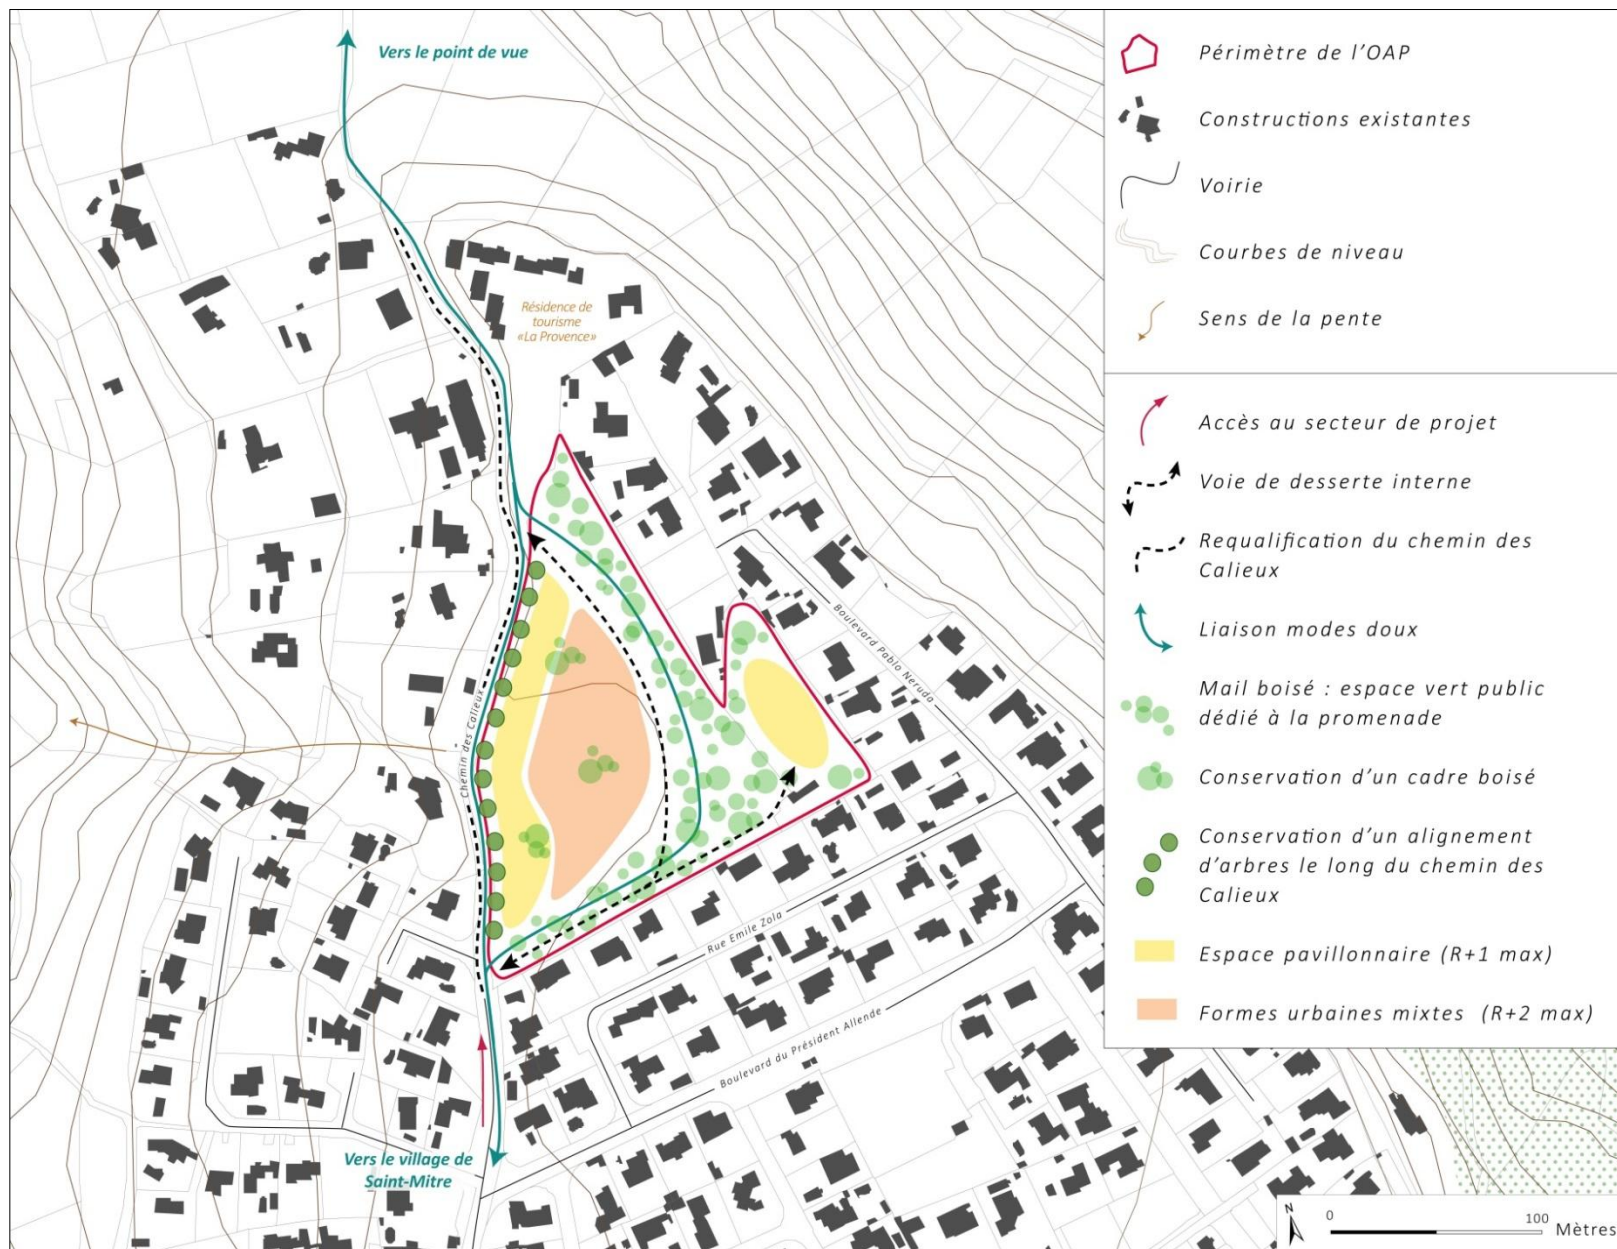 Vers le point de vue
Résidence de
tourisme
«La Provence»
Chemin des Calieux
Boulevard Pablo Neruda
Rue Emile Zola
Boulevard du Président Allende
Vers le village de
Saint-Mitre
Périmètre de l'OAP
Constructions existantes
Voirie
Courbes de niveau
Sens de la pente
Accès au secteur de projet
Voie de desserte interne
Requalification du chemin des
Calieux
Liaison modes doux
Mail boisé : espace vert public
dédié à la promenade
Conservation d'un cadre boisé
Conservation d'un alignement
d'arbres le long du chemin des
Calieux
Espace pavillonnaire (R+1 max)
Formes urbaines mixtes (R+2 max)
N
0 100 Mètres